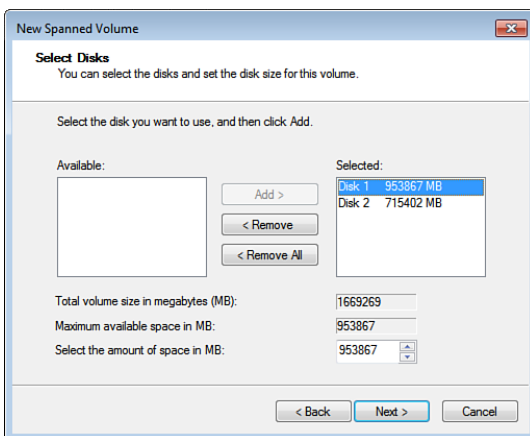 New Spanned Volume
Select Disks
You can select the disks and set the disk size for this volume.
Select the disk you want to use, and then click Add.
Available:
Selected:
Add >
< Remove
< Remove All
Disk 1 953867 MB
Disk 2 715402 MB
Total volume size in megabytes (MB): 1669269
Maximum available space in MB: 953867
Select the amount of space in MB: 953867
< Back Next > Cancel